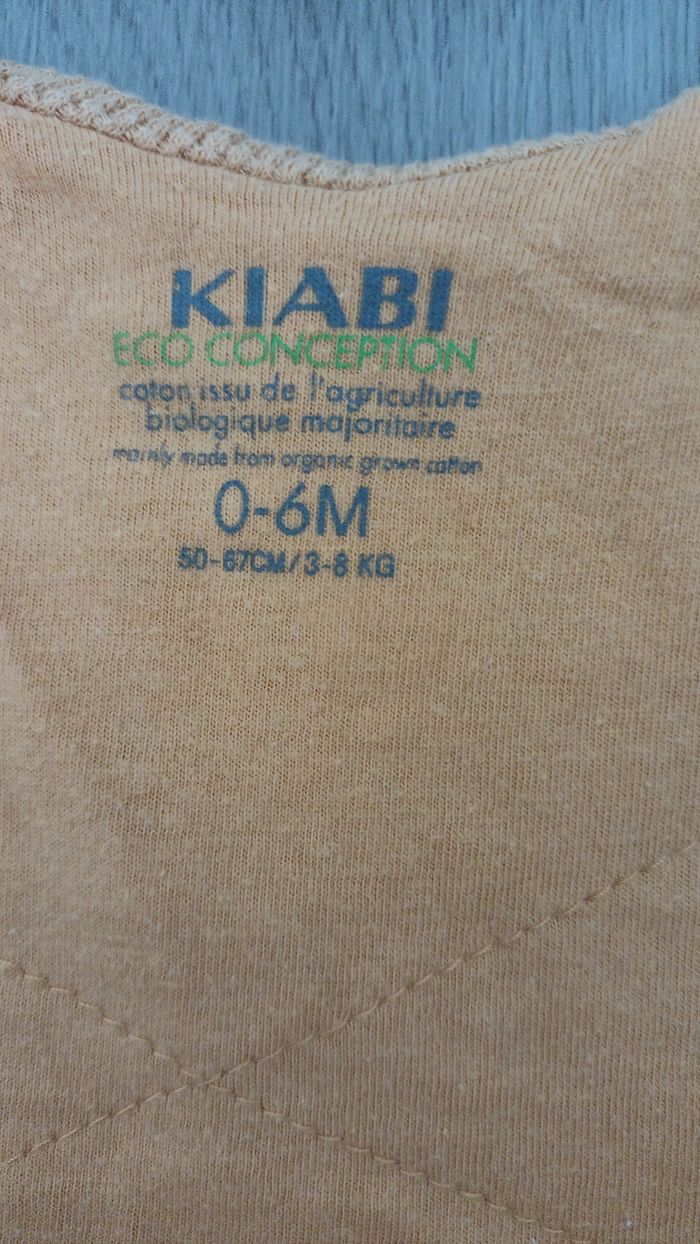 KIABI
ECO CONCEPTION
coton issu de l'agriculture
biologique majoritaire
mainly made from organic grown cotton
0-6M
50-67CM/3-8 KG